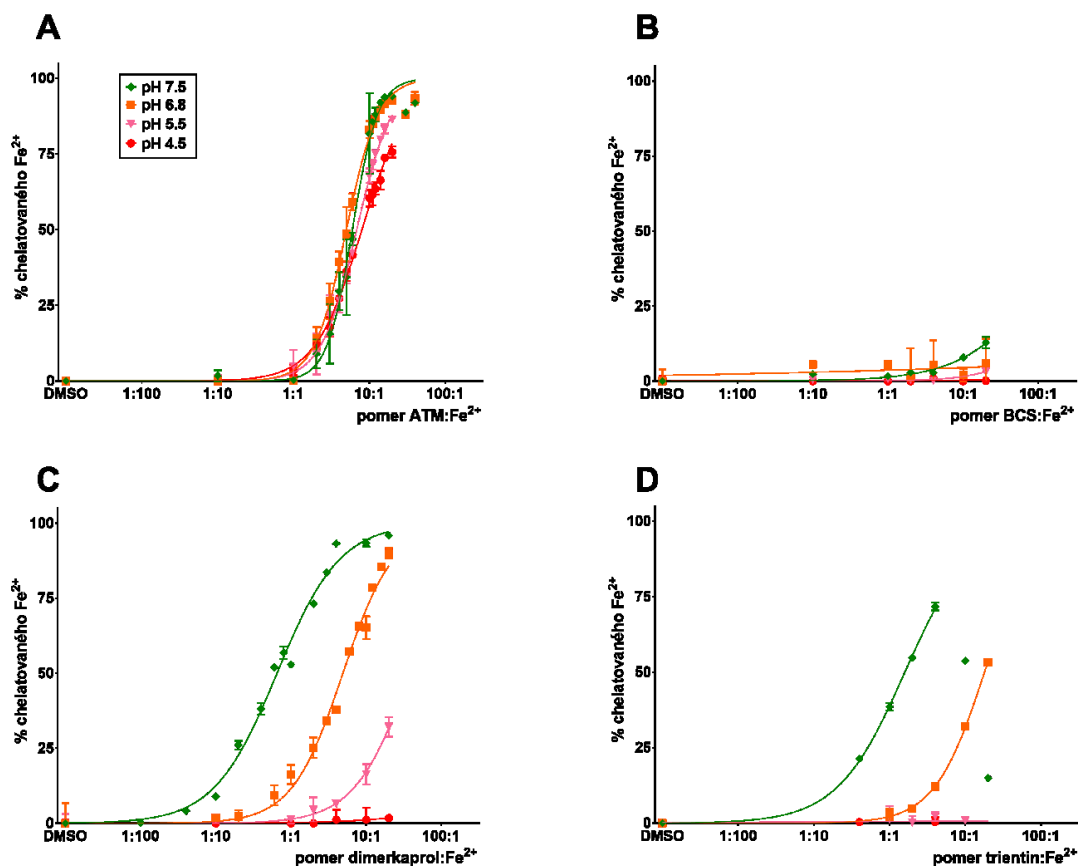 A
% chelatovaného Fe2+
100
75
50
25
0
pH 7.5
pH 6.8
pH 5.5
pH 4.5
DMSO 1:100 1:10 1:1 10:1 100:1
pomer ATM:Fe2+
B
% chelatovaného Fe2+
100
75
50
25
0
DMSO 1:100 1:10 1:1 10:1 100:1
pomer BCS:Fe2+
C
% chelatovaného Fe2+
100
75
50
25
0
DMSO 1:100 1:10 1:1 10:1 100:1
pomer dimerkaprol:Fe2+
D
% chelatovaného Fe2+
100
75
50
25
0
DMSO 1:100 1:10 1:1 10:1 100:1
pomer trientin:Fe2+